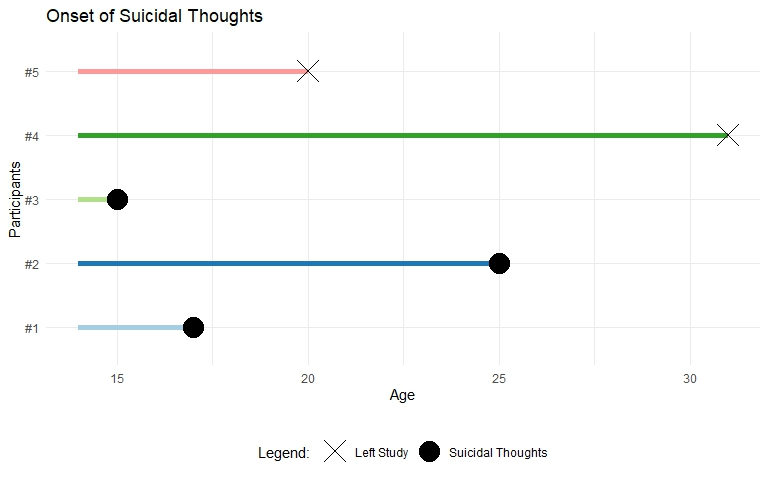 Onset of Suicidal Thoughts
#5
#4
#3
#2
#1
Participants
15 20 25 30
Age
Legend: Left Study Suicidal Thoughts